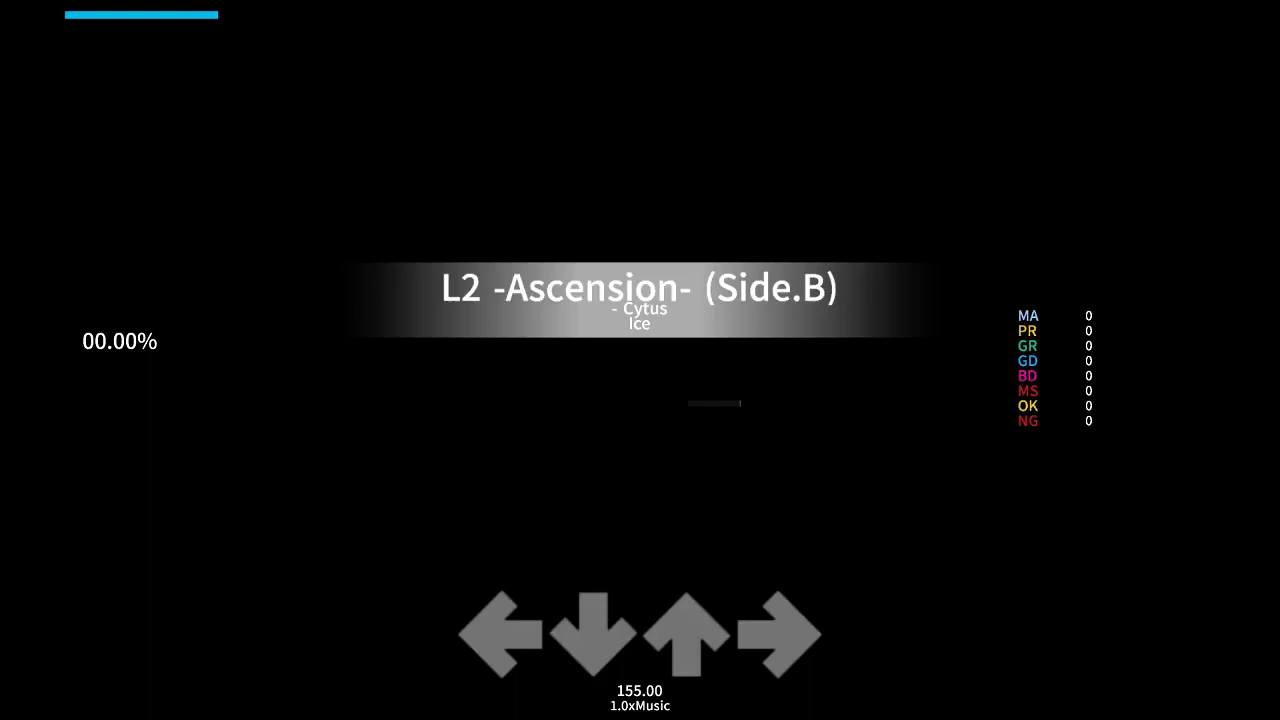 L2 -Ascension- (Side.B)
- Cytus
Ice
00.00%
MA 0
PR 0
GR 0
GD 0
BD 0
MS 0
OK 0
NG 0
155.00
1.0xMusic